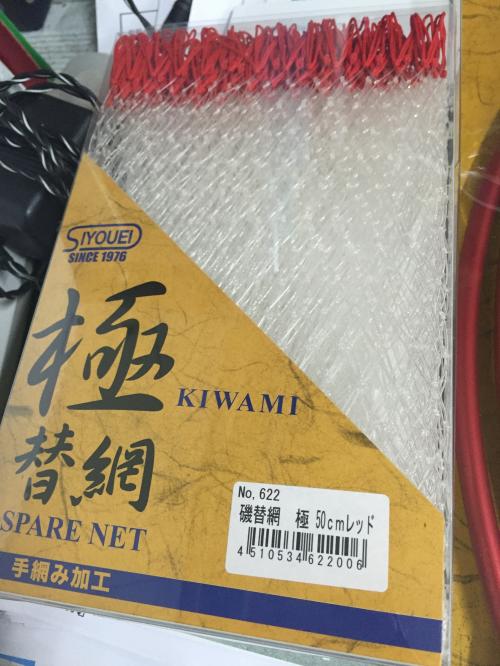 SIYOUEI
SINCE 1976
極
KIWAMI
替網
SPARE NET
手網み加工
No.622
磯替網 極 50cmレッド
4510534622006